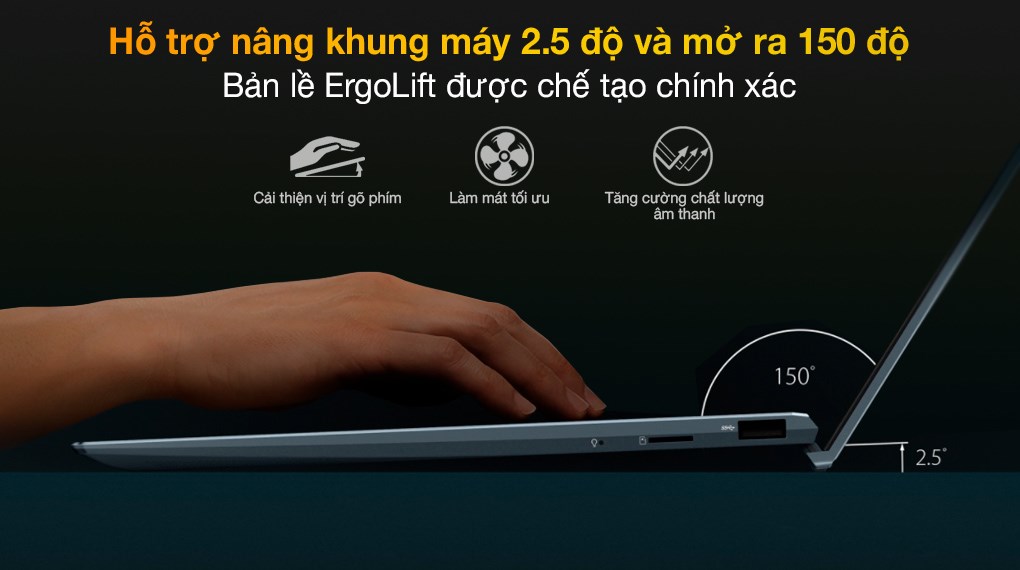 Hỗ trợ nâng khung máy 2.5 độ và mở ra 150 độ
Bản lề ErgoLift được chế tạo chính xác
Cải thiện vị trí gõ phím
Làm mát tối ưu
Tăng cường chất lượng
âm thanh
150°
2.5°